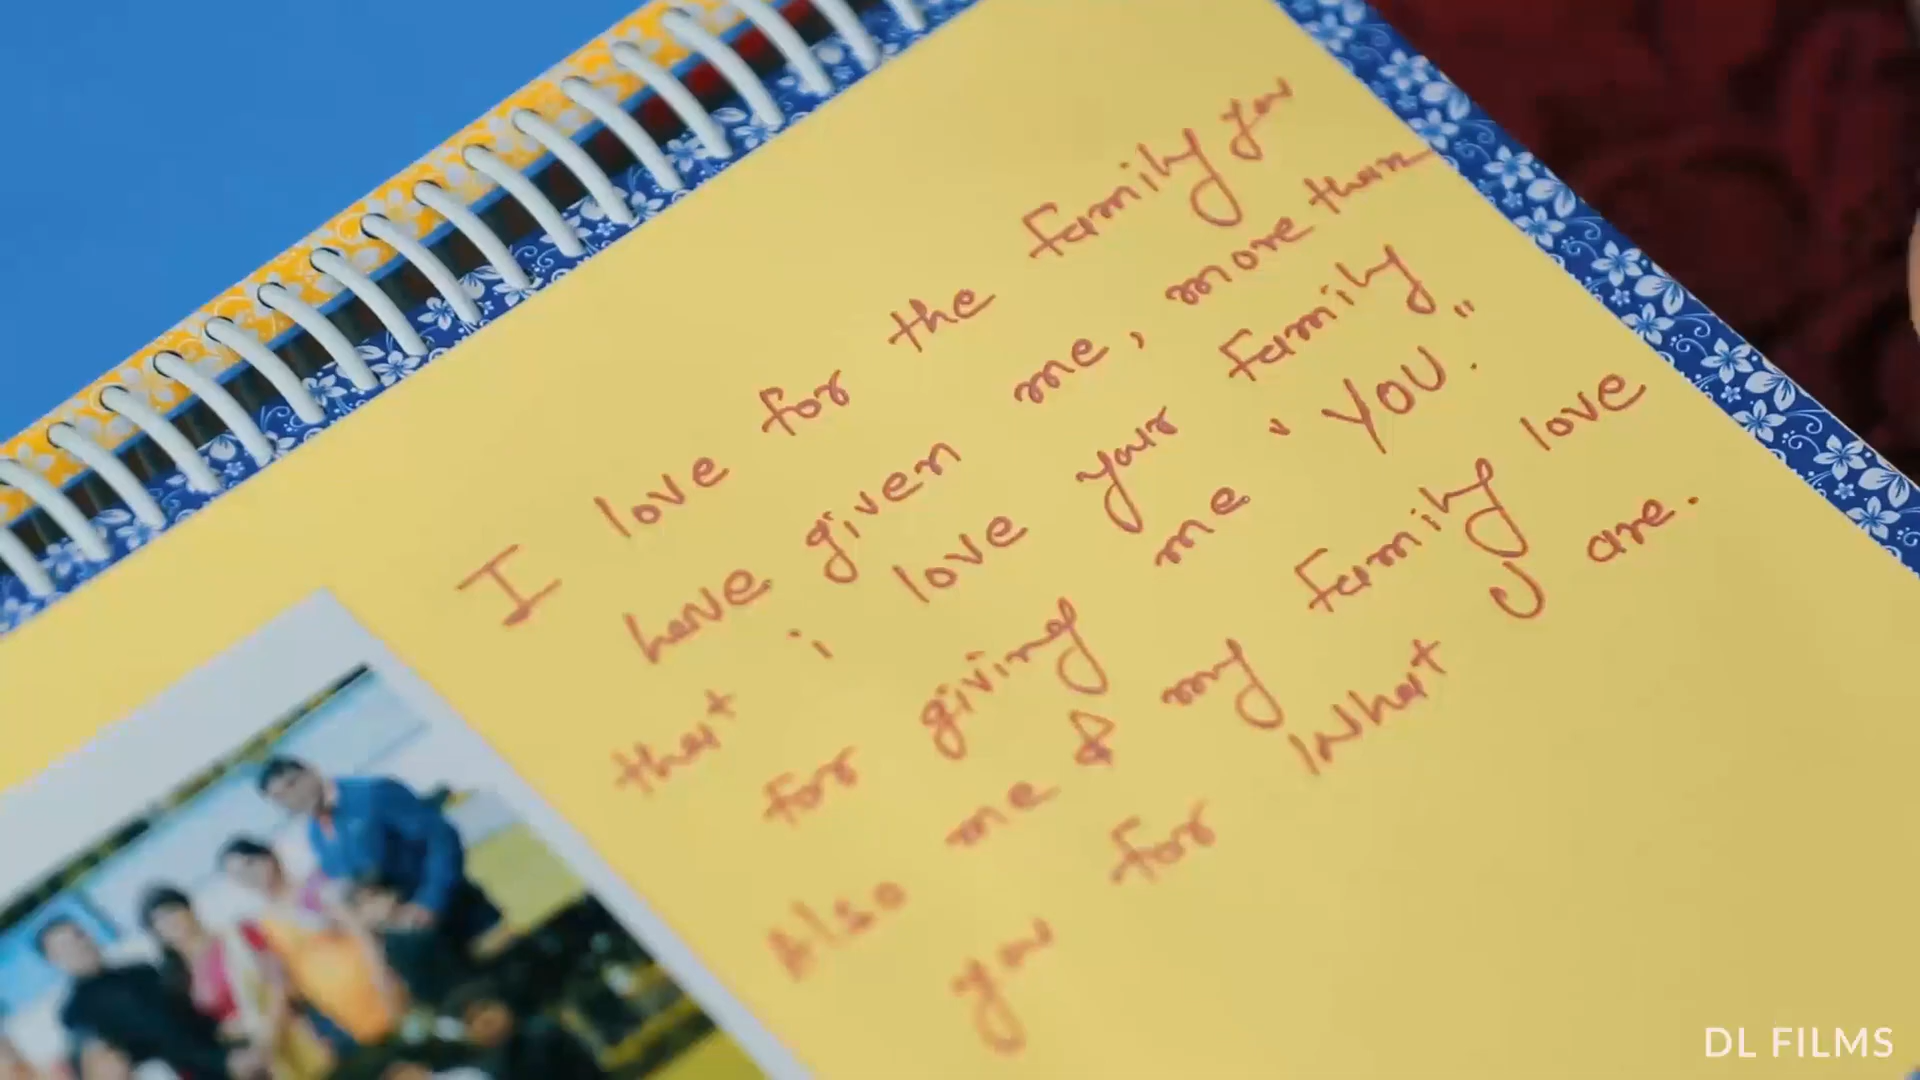 I love for the family you
have given me, more than
that i love your family
for giving me "YOU".
Also me & my family love
you for what U are.
DL FILMS